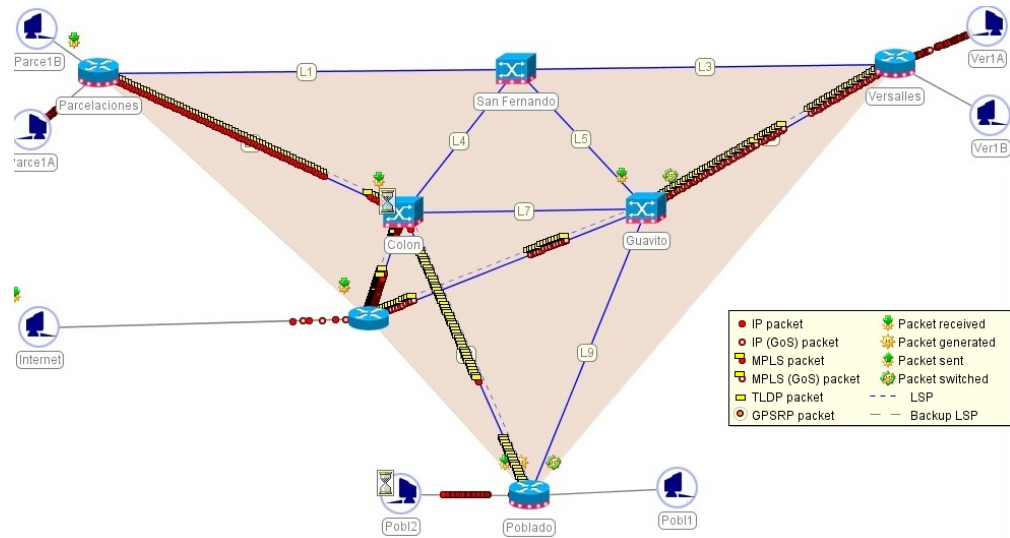 Parce1B
Parcelaciones
Parce1A
L1
San Fernando
L3
Versalles
Ver1A
Ver1B
L4
L5
L7
Colon
Guavito
Internet
L9
Pobl2
Poblado
Pobl1
IP packet
Packet received
IP (GoS) packet
Packet generated
MPLS packet
Packet sent
MPLS (GoS) packet
Packet switched
TLDP packet
LSP
GPSRP packet
Backup LSP